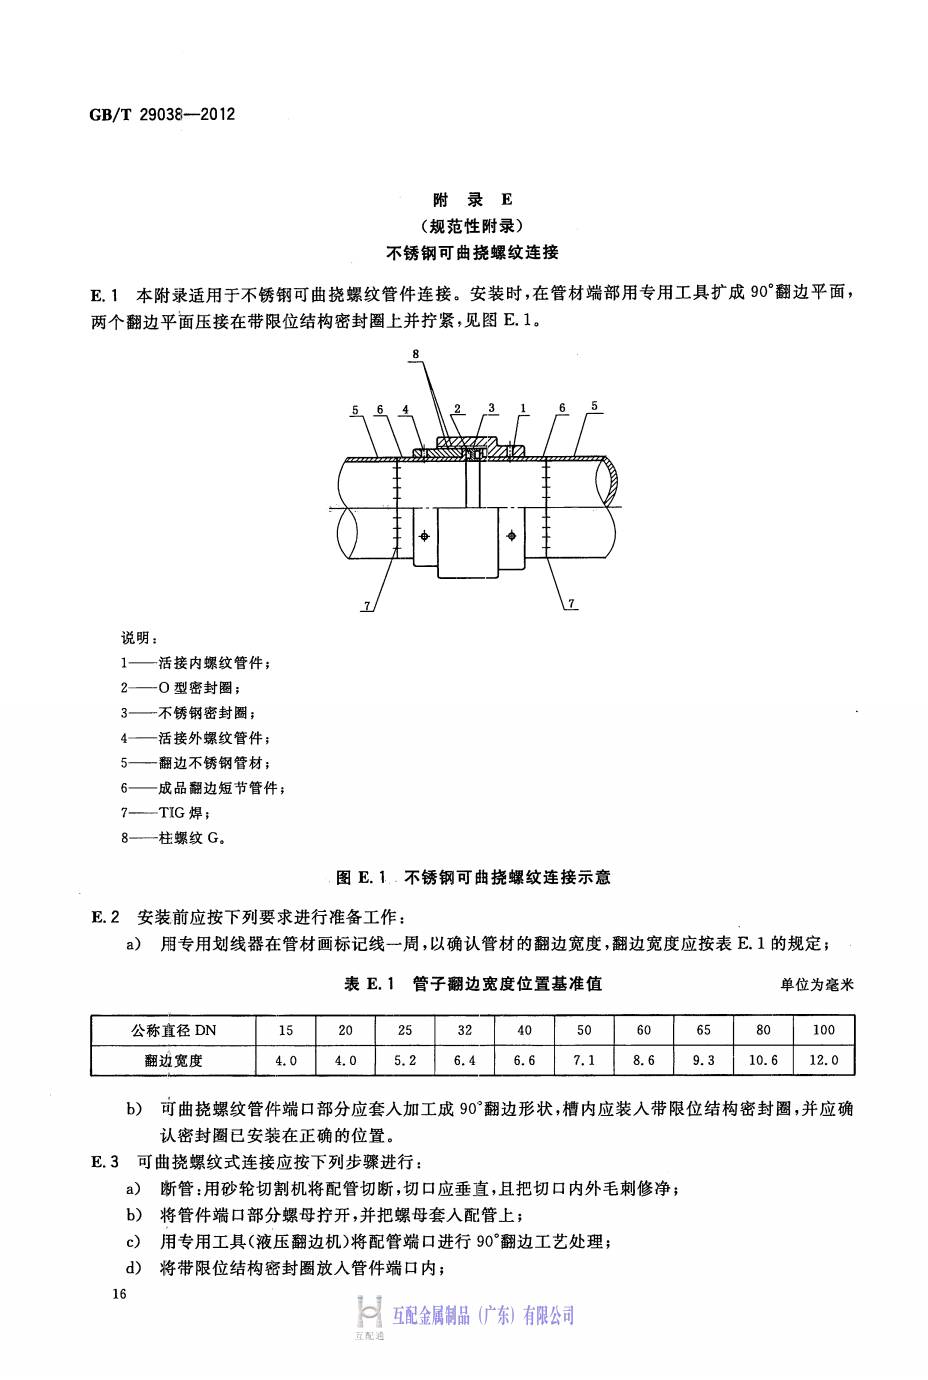 GB/T 29038—2012
附 录 E
(规范性附录)
不锈钢可曲挠螺纹连接
E.1 本附录适用于不锈钢可曲挠螺纹管件连接。安装时,在管材端部用专用工具扩成90°翻边平面,
两个翻边平面压接在带限位结构密封圈上并拧紧,见图E.1。
8
5 6 4 2 3 1 6 5
7 7
说明:
1——活接内螺纹管件;
2——O型密封圈;
3——不锈钢密封圈;
4——活接外螺纹管件;
5——翻边不锈钢管材;
6——成品翻边短节管件;
7——TIG焊;
8——柱螺纹G。
图 E.1 不锈钢可曲挠螺纹连接示意
E.2 安装前应按下列要求进行准备工作:
a) 用专用划线器在管材画标记线一周,以确认管材的翻边宽度,翻边宽度应按表E.1的规定;
表 E.1 管子翻边宽度位置基准值 单位为毫米
公称直径 DN 15 20 25 32 40 50 60 65 80 100
翻边宽度 4.0 4.0 5.2 6.4 6.6 7.1 8.6 9.3 10.6 12.0
b) 可曲挠螺纹管件端口部分应套入加工成90°翻边形状,槽内应装入带限位结构密封圈,并应确
认密封圈已安装在正确的位置。
E.3 可曲挠螺纹式连接应按下列步骤进行:
a) 断管:用砂轮切割机将配管切断,切口应垂直,且把切口内外毛刺修净;
b) 将管件端口部分螺母拧开,并把螺母套入配管上;
c) 用专用工具(液压翻边机)将配管端口进行90°翻边工艺处理;
d) 将带限位结构密封圈放入管件端口内;
16
互配通
互配金属制品(广东)有限公司